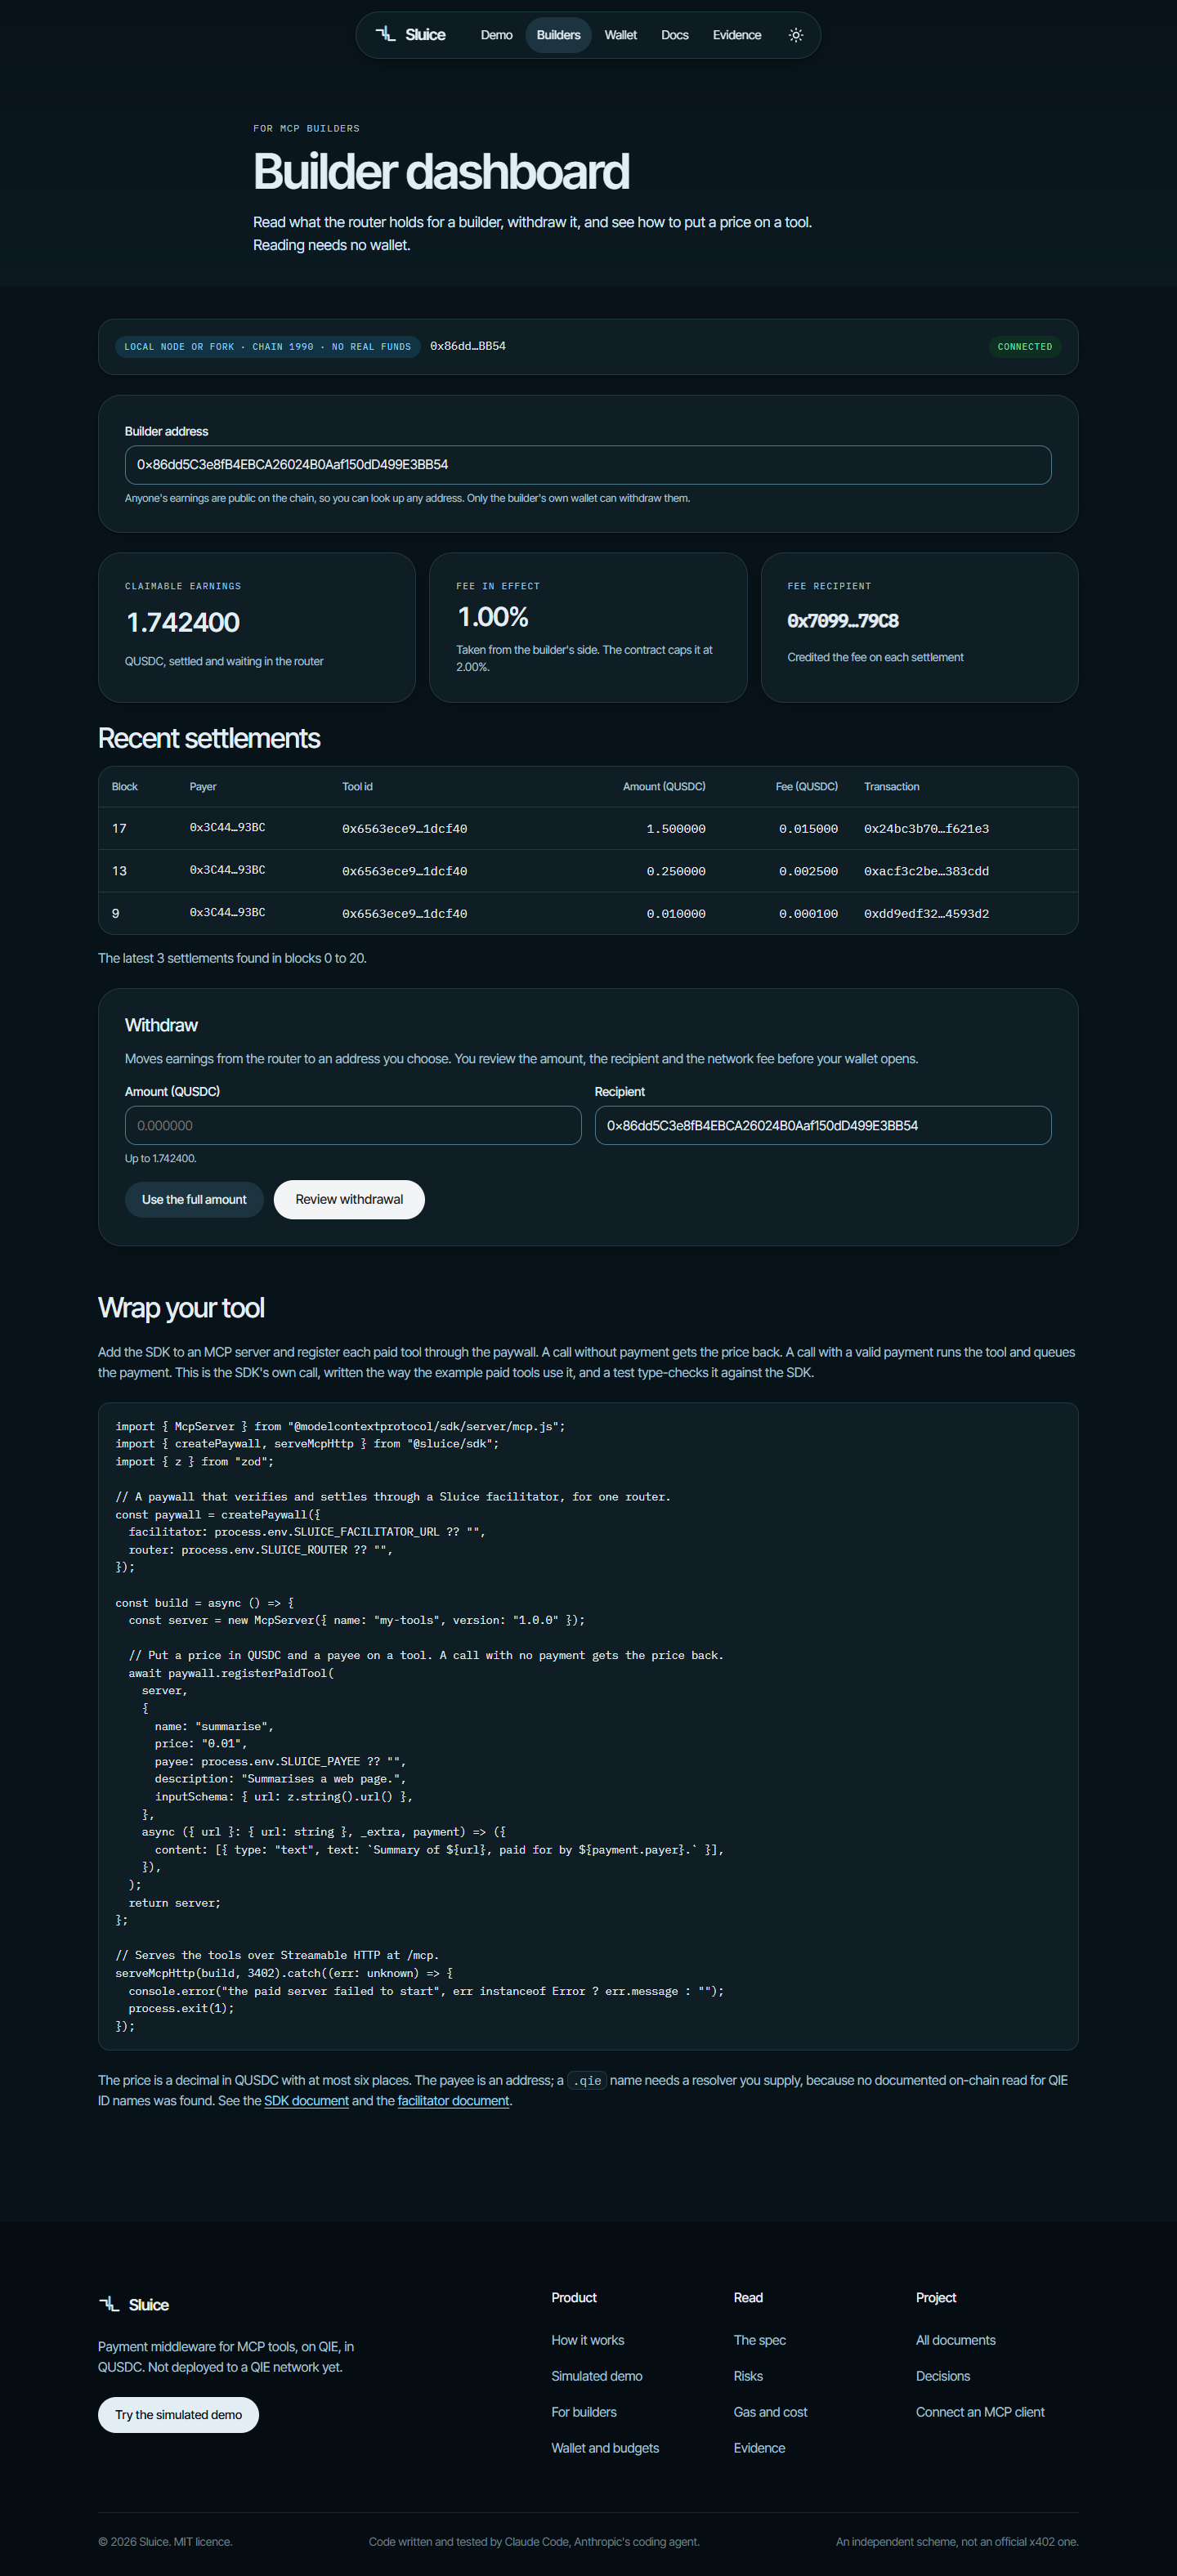 Sluice
Demo
Builders
Wallet
Docs
Evidence
FOR MCP BUILDERS
Builder dashboard
Read what the router holds for a builder, withdraw it, and see how to put a price on a tool.
Reading needs no wallet.
LOCAL NODE OR FORK · CHAIN 1990 · NO REAL FUNDS 0x86dd…BB54
CONNECTED
Builder address
0x86dd5C3e8fB4EBCA26024B0Aaf150dD499E3BB54
Anyone's earnings are public on the chain, so you can look up any address. Only the builder's own wallet can withdraw them.
CLAIMABLE EARNINGS
1.742400
QUSDC, settled and waiting in the router
FEE IN EFFECT
1.00%
Taken from the builder's side. The contract caps it at
2.00%.
FEE RECIPIENT
0x7099…79C8
Credited the fee on each settlement
Recent settlements
Block Payer Tool id Amount (QUSDC) Fee (QUSDC) Transaction
17 0x3C44…93BC 0x6563ece9…1dcf40 1.500000 0.015000 0x24bc3b70…f621e3
13 0x3C44…93BC 0x6563ece9…1dcf40 0.250000 0.002500 0xacf3c2be…383cdd
9 0x3C44…93BC 0x6563ece9…1dcf40 0.010000 0.000100 0xdd9edf32…4593d2
The latest 3 settlements found in blocks 0 to 20.
Withdraw
Moves earnings from the router to an address you choose. You review the amount, the recipient and the network fee before your wallet opens.
Amount (QUSDC)
0.000000
Up to 1.742400.
Recipient
0x86dd5C3e8fB4EBCA26024B0Aaf150dD499E3BB54
Use the full amount
Review withdrawal
Wrap your tool
Add the SDK to an MCP server and register each paid tool through the paywall. A call without payment gets the price back. A call with a valid payment runs the tool and queues
the payment. This is the SDK's own call, written the way the example paid tools use it, and a test type-checks it against the SDK.
import { McpServer } from "@modelcontextprotocol/sdk/server/mcp.js";
import { createPaywall, serveMcpHttp } from "@sluice/sdk";
import { z } from "zod";
// A paywall that verifies and settles through a Sluice facilitator, for one router.
const paywall = createPaywall({
  facilitator: process.env.SLUICE_FACILITATOR_URL ?? "",
  router: process.env.SLUICE_ROUTER ?? "",
});
const build = async () => {
  const server = new McpServer({ name: "my-tools", version: "1.0.0" });
  // Put a price in QUSDC and a payee on a tool. A call with no payment gets the price back.
  await paywall.registerPaidTool(
    server,
    {
      name: "summarise",
      price: "0.01",
      payee: process.env.SLUICE_PAYEE ?? "",
      description: "Summarises a web page.",
      inputSchema: { url: z.string().url() },
    },
    async ({ url }: { url: string }, _extra, payment) => ({
      content: [{ type: "text", text: `Summary of ${url}, paid for by ${payment.payer}.` }],
    }),
  );
  return server;
};
// Serves the tools over Streamable HTTP at /mcp.
serveMcpHttp(build, 3402).catch((err: unknown) => {
  console.error("the paid server failed to start", err instanceof Error ? err.message : "");
  process.exit(1);
});
The price is a decimal in QUSDC with at most six places. The payee is an address; a .qie name needs a resolver you supply, because no documented on-chain read for QIE
ID names was found. See the SDK document and the facilitator document.
Sluice
Payment middleware for MCP tools, on QIE, in
QUSDC. Not deployed to a QIE network yet.
Try the simulated demo
Product
How it works
Simulated demo
For builders
Wallet and budgets
Read
The spec
Risks
Gas and cost
Evidence
Project
All documents
Decisions
Connect an MCP client
© 2026 Sluice. MIT licence.
Code written and tested by Claude Code, Anthropic's coding agent.
An independent scheme, not an official x402 one.